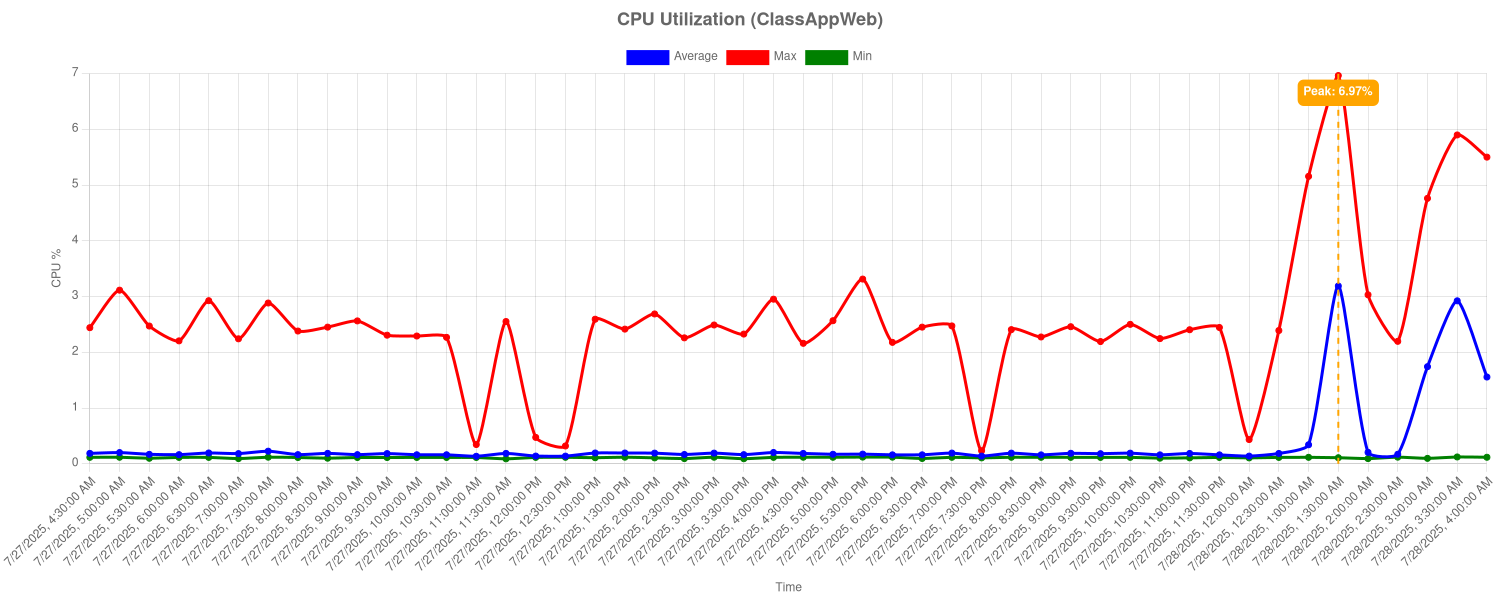 CPU Utilization (ClassAppWeb)
Average Max Min
7
6
5
4
3
2
1
0
CPU %
Peak: 6.97%
7/27/2025, 4:30:00 AM
7/27/2025, 5:00:00 AM
7/27/2025, 5:30:00 AM
7/27/2025, 6:00:00 AM
7/27/2025, 6:30:00 AM
7/27/2025, 7:00:00 AM
7/27/2025, 7:30:00 AM
7/27/2025, 8:00:00 AM
7/27/2025, 8:30:00 AM
7/27/2025, 9:00:00 AM
7/27/2025, 9:30:00 AM
7/27/2025, 10:00:00 AM
7/27/2025, 10:30:00 AM
7/27/2025, 11:00:00 AM
7/27/2025, 11:30:00 AM
7/27/2025, 12:00:00 PM
7/27/2025, 12:30:00 PM
7/27/2025, 1:00:00 PM
7/27/2025, 1:30:00 PM
7/27/2025, 2:00:00 PM
7/27/2025, 2:30:00 PM
7/27/2025, 3:00:00 PM
7/27/2025, 3:30:00 PM
7/27/2025, 4:00:00 PM
7/27/2025, 4:30:00 PM
7/27/2025, 5:00:00 PM
7/27/2025, 5:30:00 PM
7/27/2025, 6:00:00 PM
7/27/2025, 6:30:00 PM
7/27/2025, 7:00:00 PM
7/27/2025, 7:30:00 PM
7/27/2025, 8:00:00 PM
7/27/2025, 8:30:00 PM
7/27/2025, 9:00:00 PM
7/27/2025, 9:30:00 PM
7/27/2025, 10:00:00 PM
7/27/2025, 10:30:00 PM
7/27/2025, 11:00:00 PM
7/27/2025, 11:30:00 PM
7/28/2025, 12:00:00 AM
7/28/2025, 12:30:00 AM
7/28/2025, 1:00:00 AM
7/28/2025, 1:30:00 AM
7/28/2025, 2:00:00 AM
7/28/2025, 2:30:00 AM
7/28/2025, 3:00:00 AM
7/28/2025, 3:30:00 AM
7/28/2025, 4:00:00 AM
Time